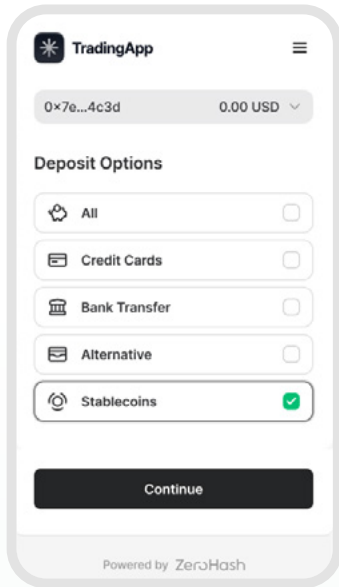 TradingApp
0×7e...4c3d 0.00 USD
Deposit Options
All
Credit Cards
Bank Transfer
Alternative
Stablecoins
Continue
Powered by ZeroHash